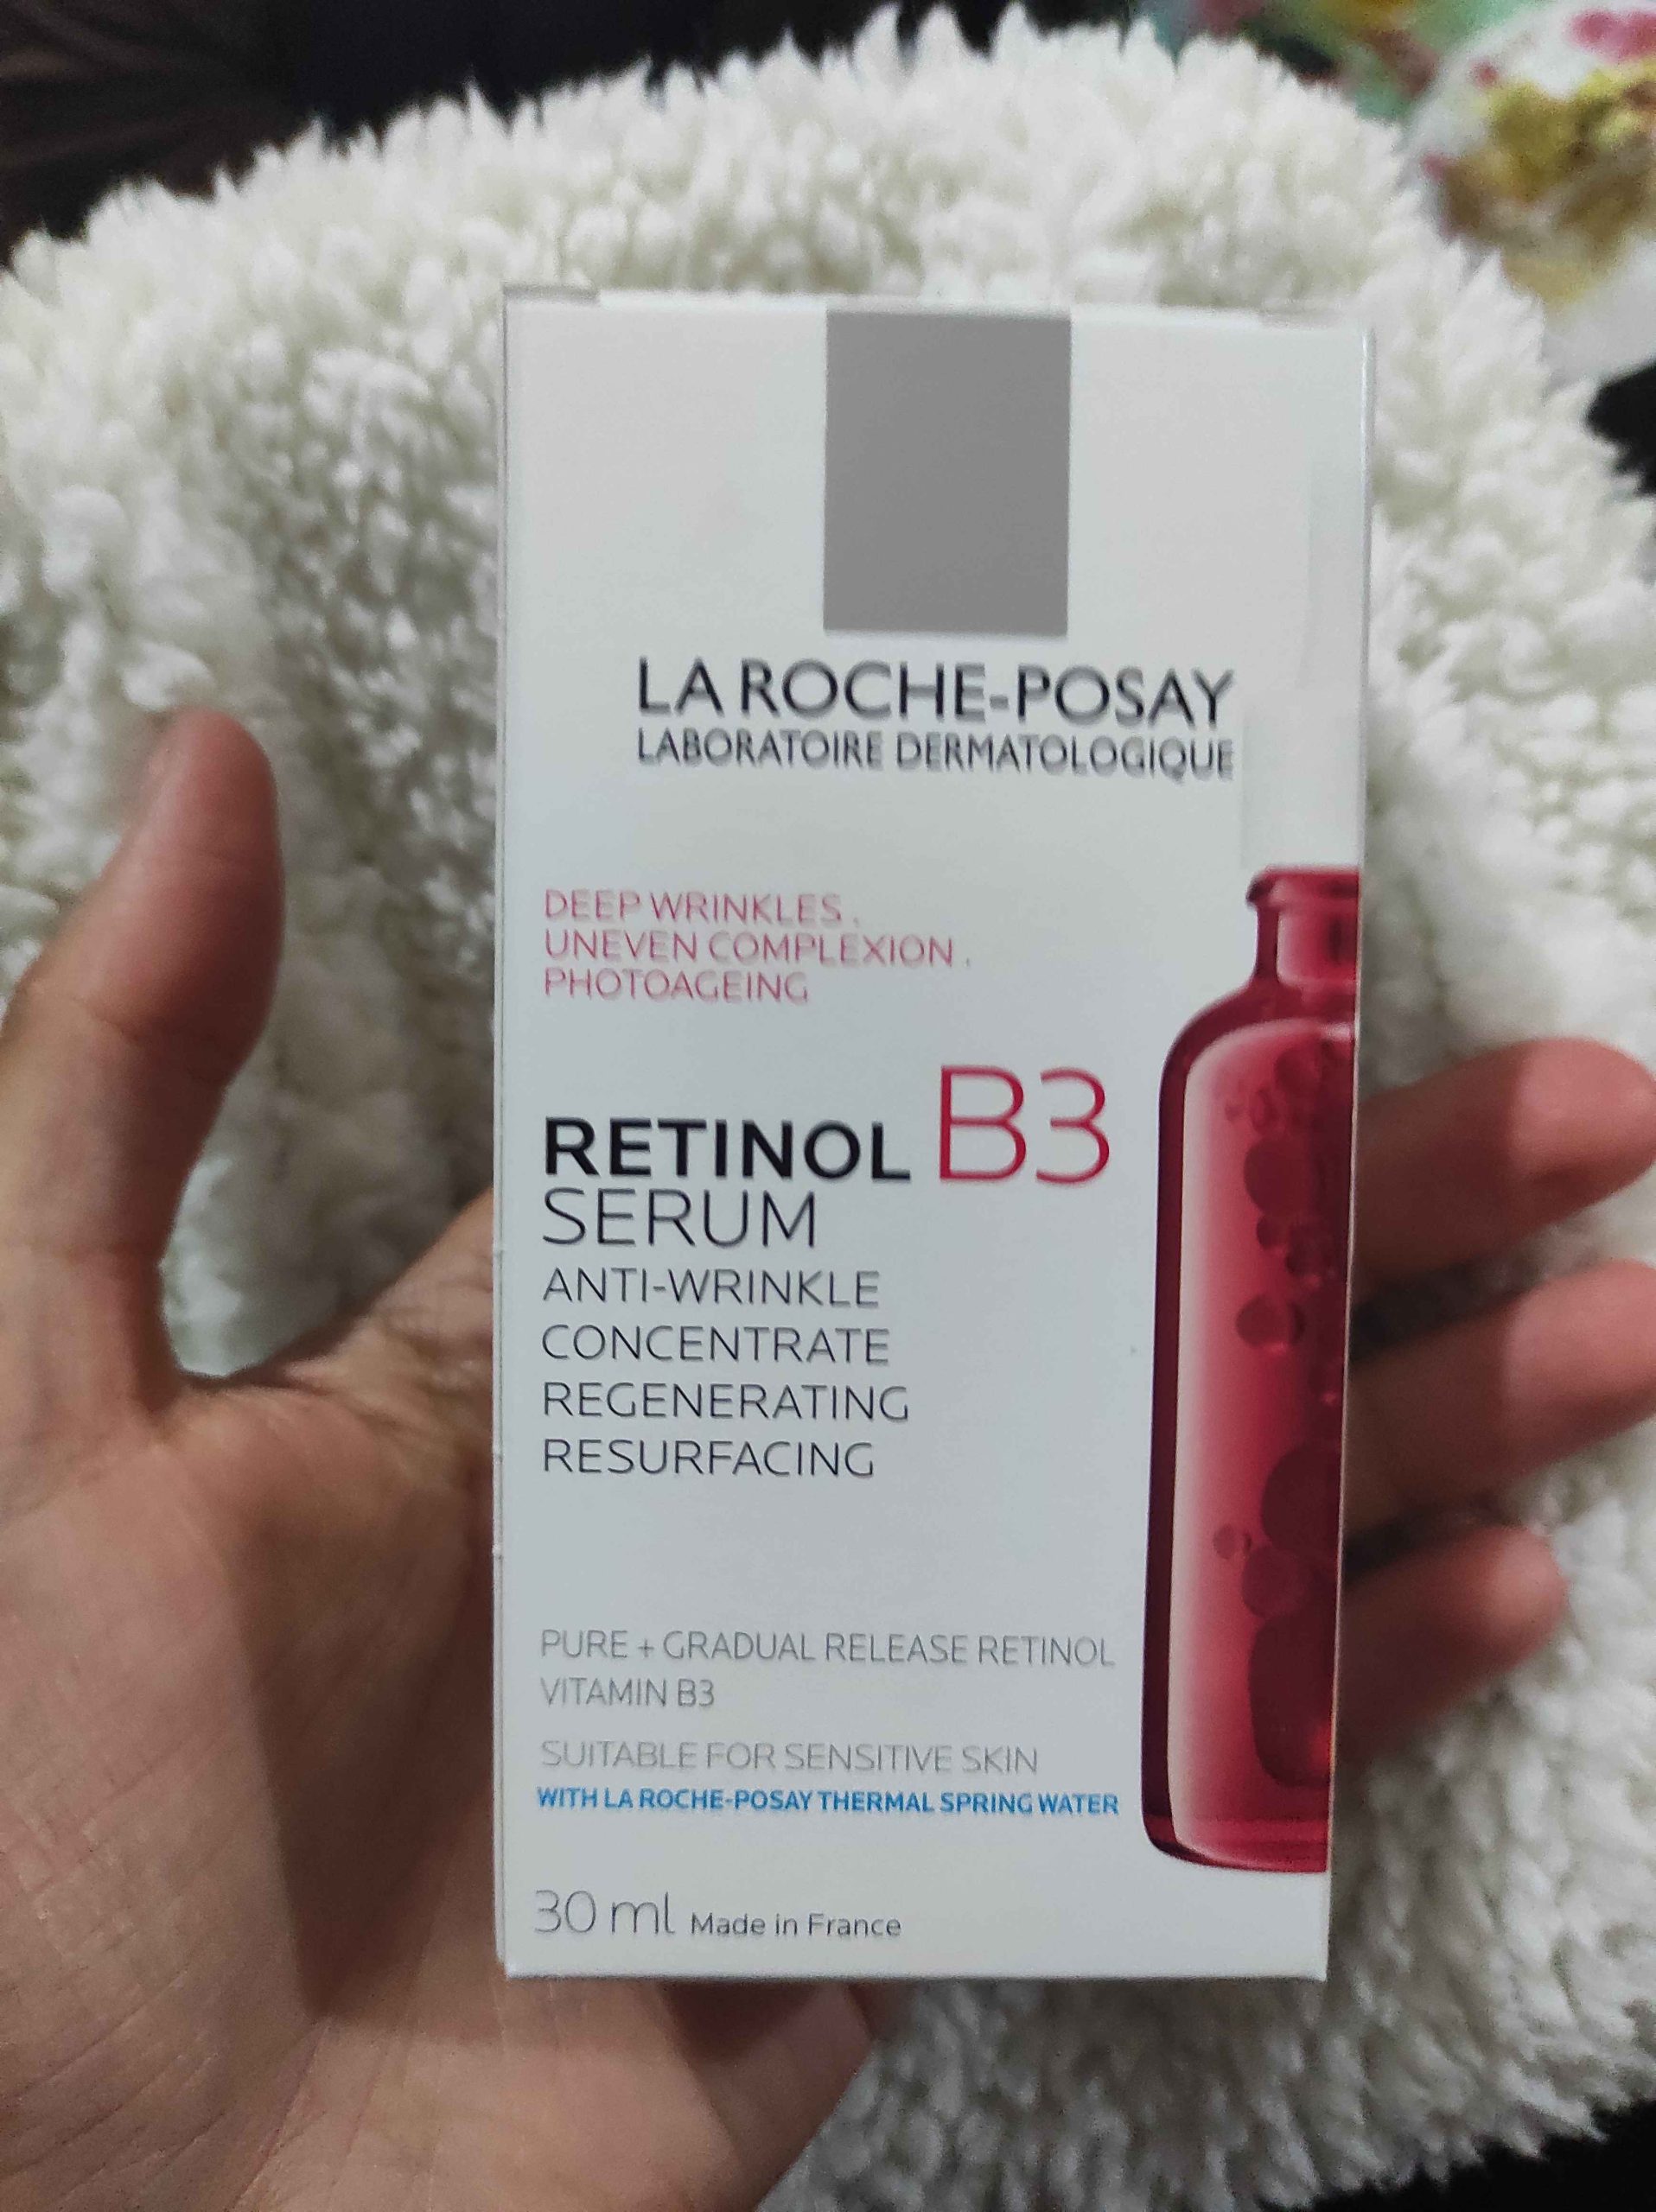 LA ROCHE-POSAY
LABORATOIRE DERMATOLOGIQUE
DEEP WRINKLES.
UNEVEN COMPLEXION.
PHOTOAGEING
RETINOL B3
SERUM
ANTI-WRINKLE
CONCENTRATE
REGENERATING
RESURFACING
PURE + GRADUAL RELEASE RETINOL
VITAMIN B3
SUITABLE FOR SENSITIVE SKIN
WITH LA ROCHE-POSAY THERMAL SPRING WATER
30 ml Made in France